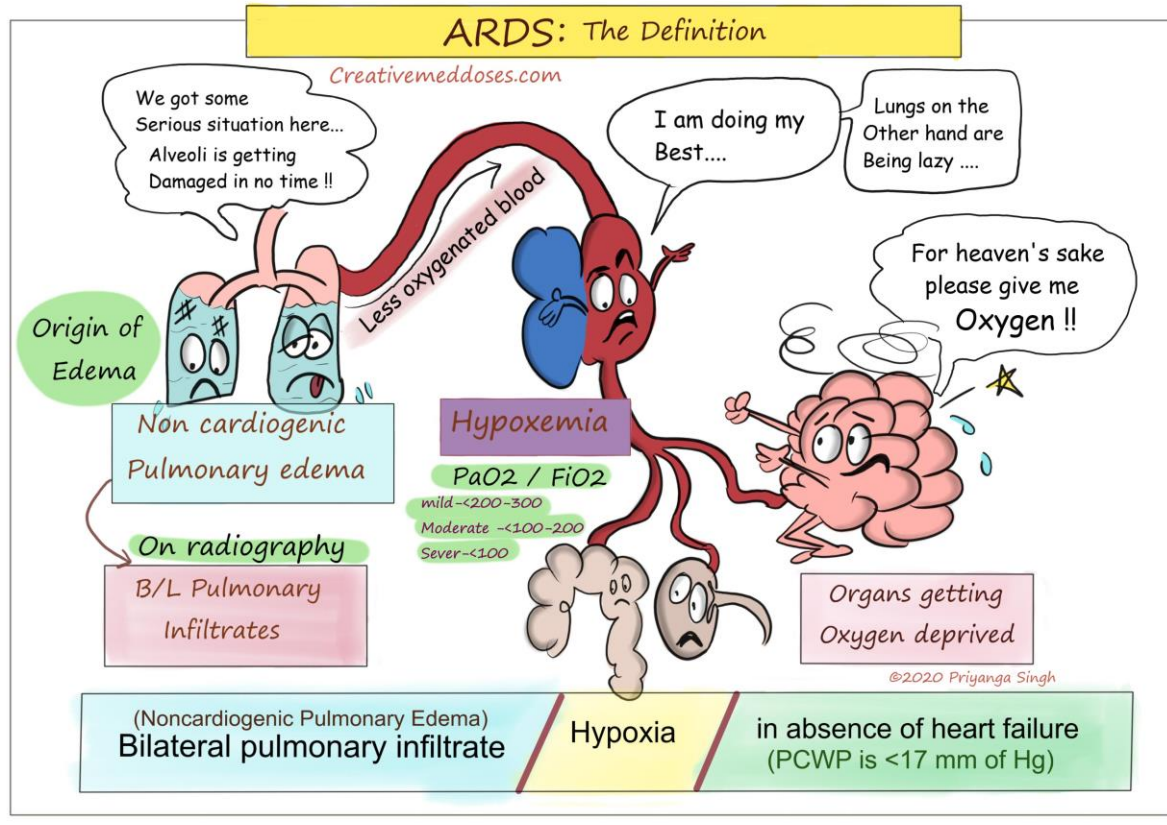 ARDS: The Definition
Creativemeddoses.com
We got some
Serious situation here...
Alveoli is getting
Damaged in no time !!
I am doing my
Best....
Lungs on the
Other hand are
Being lazy ....
Less oxygenated blood
For heaven's sake
please give me
Oxygen !!
Origin of
Edema
Non cardiogenic
Pulmonary edema
Hypoxemia
PaO2 / FiO2
mild-<200-300
Moderate -<100-200
Sever-<100
On radiography
B/L Pulmonary
Infiltrates
Organs getting
Oxygen deprived
©2020 Priyanga Singh
(Noncardiogenic Pulmonary Edema)
Bilateral pulmonary infiltrate
Hypoxia
in absence of heart failure
(PCWP is <17 mm of Hg)